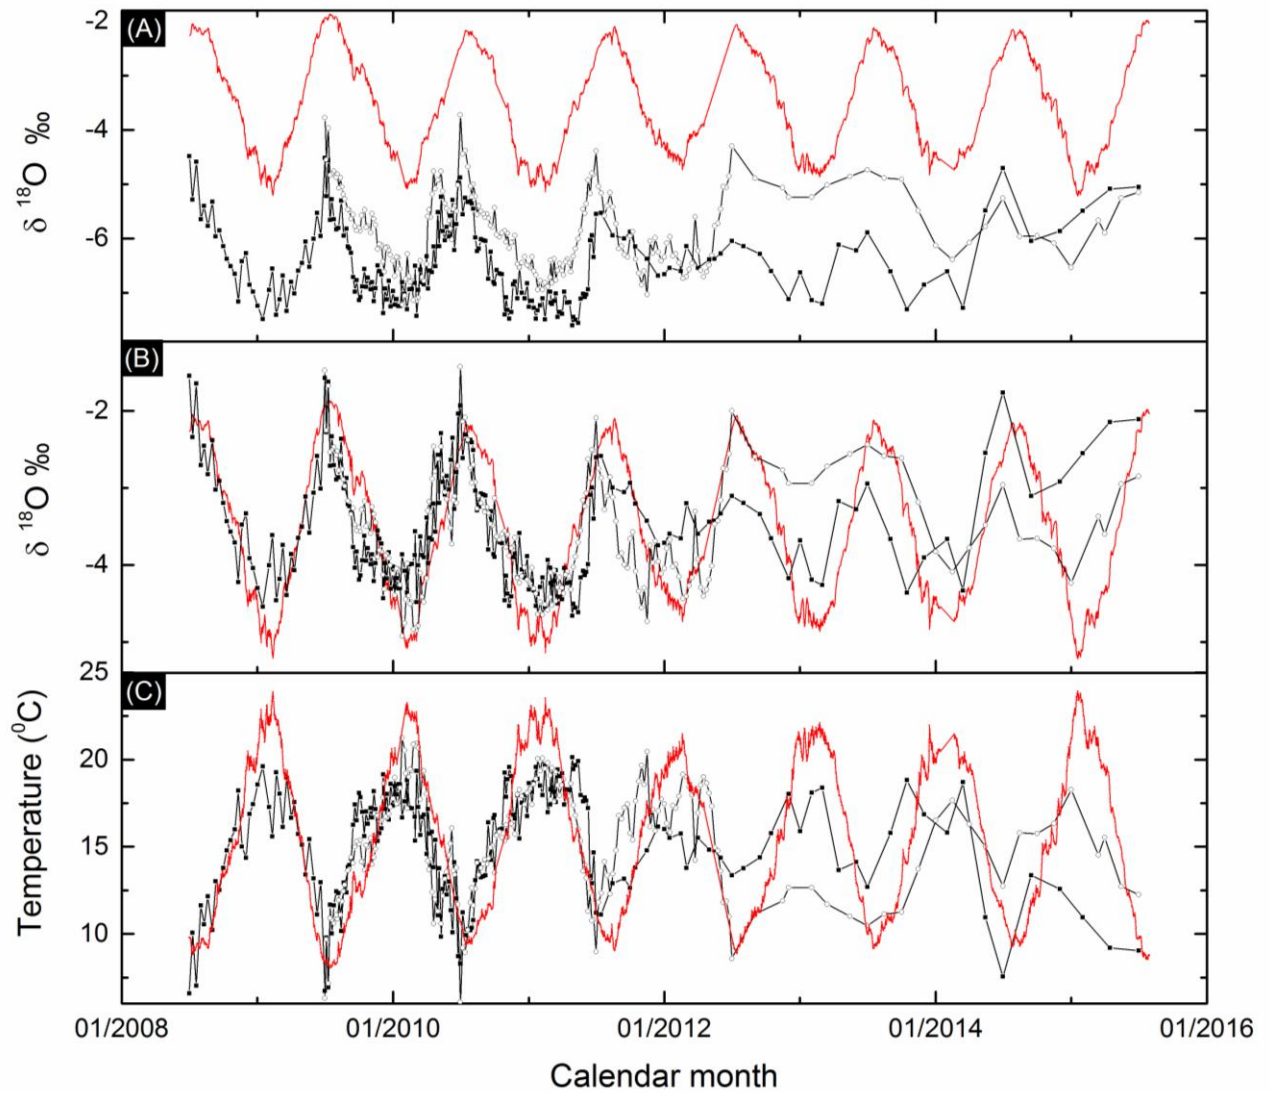 (A)
-2
-4
-6
δ ¹⁸O ‰
(B)
-2
-4
δ ¹⁸O ‰
(C)
25
20
15
10
Temperature (⁰C)
01/2008 01/2010 01/2012 01/2014 01/2016
Calendar month